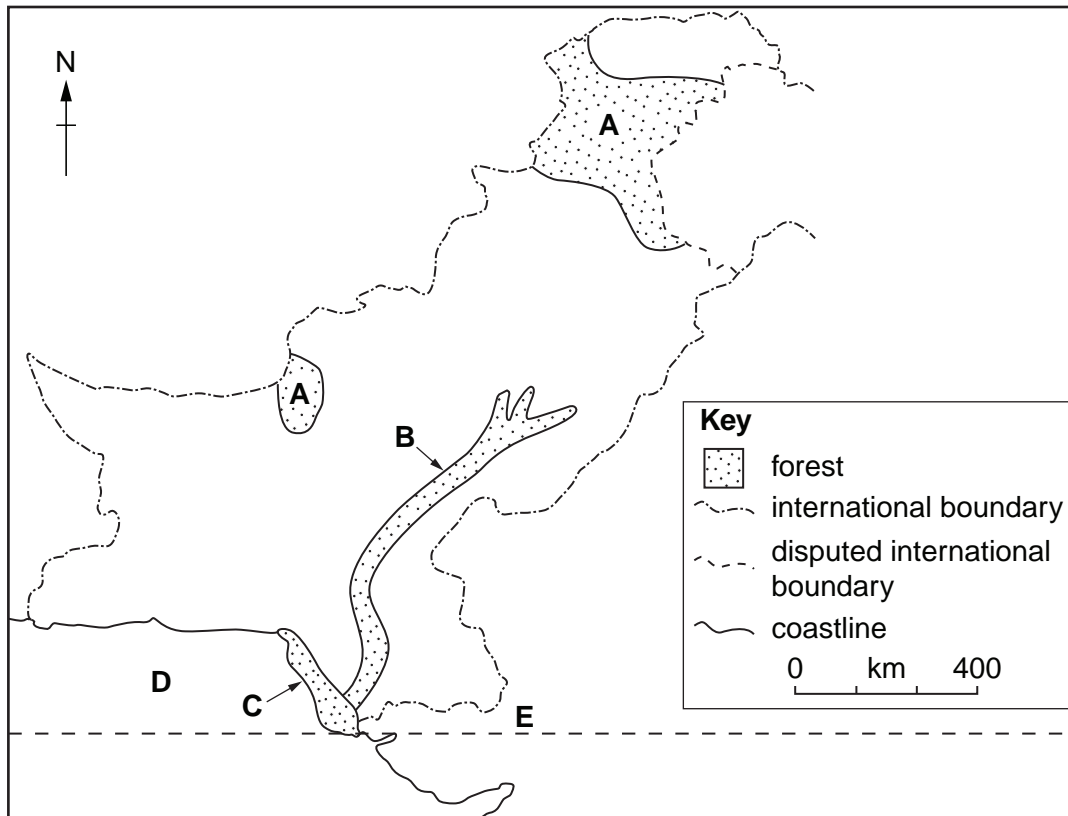 N
A
A
B
C
D
E
Key
forest
international boundary
disputed international
boundary
coastline
0 km 400